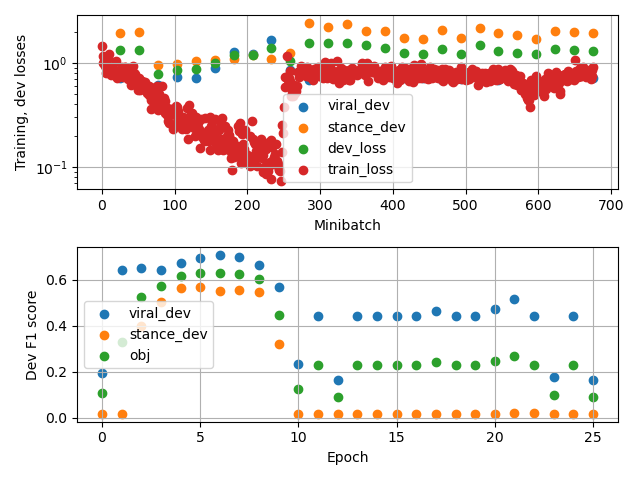 Training, dev losses
10⁰
10⁻¹
viral_dev
stance_dev
dev_loss
train_loss
0 100 200 300 400 500 600 700
Minibatch
Dev F1 score
0.6
0.4
0.2
0.0
viral_dev
stance_dev
obj
0 5 10 15 20 25
Epoch